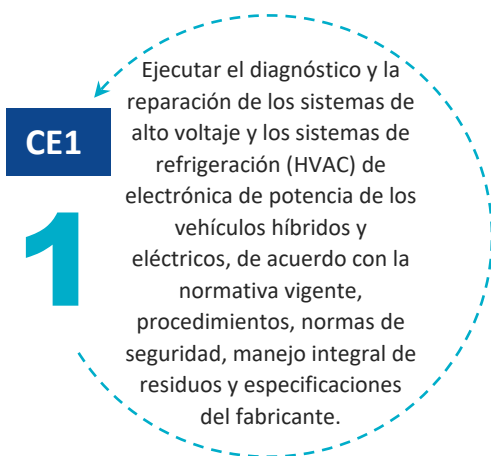 CE1
1
Ejecutar el diagnóstico y la
reparación de los sistemas de
alto voltaje y los sistemas de
refrigeración (HVAC) de
electrónica de potencia de los
vehículos híbridos y
eléctricos, de acuerdo con la
normativa vigente,
procedimientos, normas de
seguridad, manejo integral de
residuos y especificaciones
del fabricante.